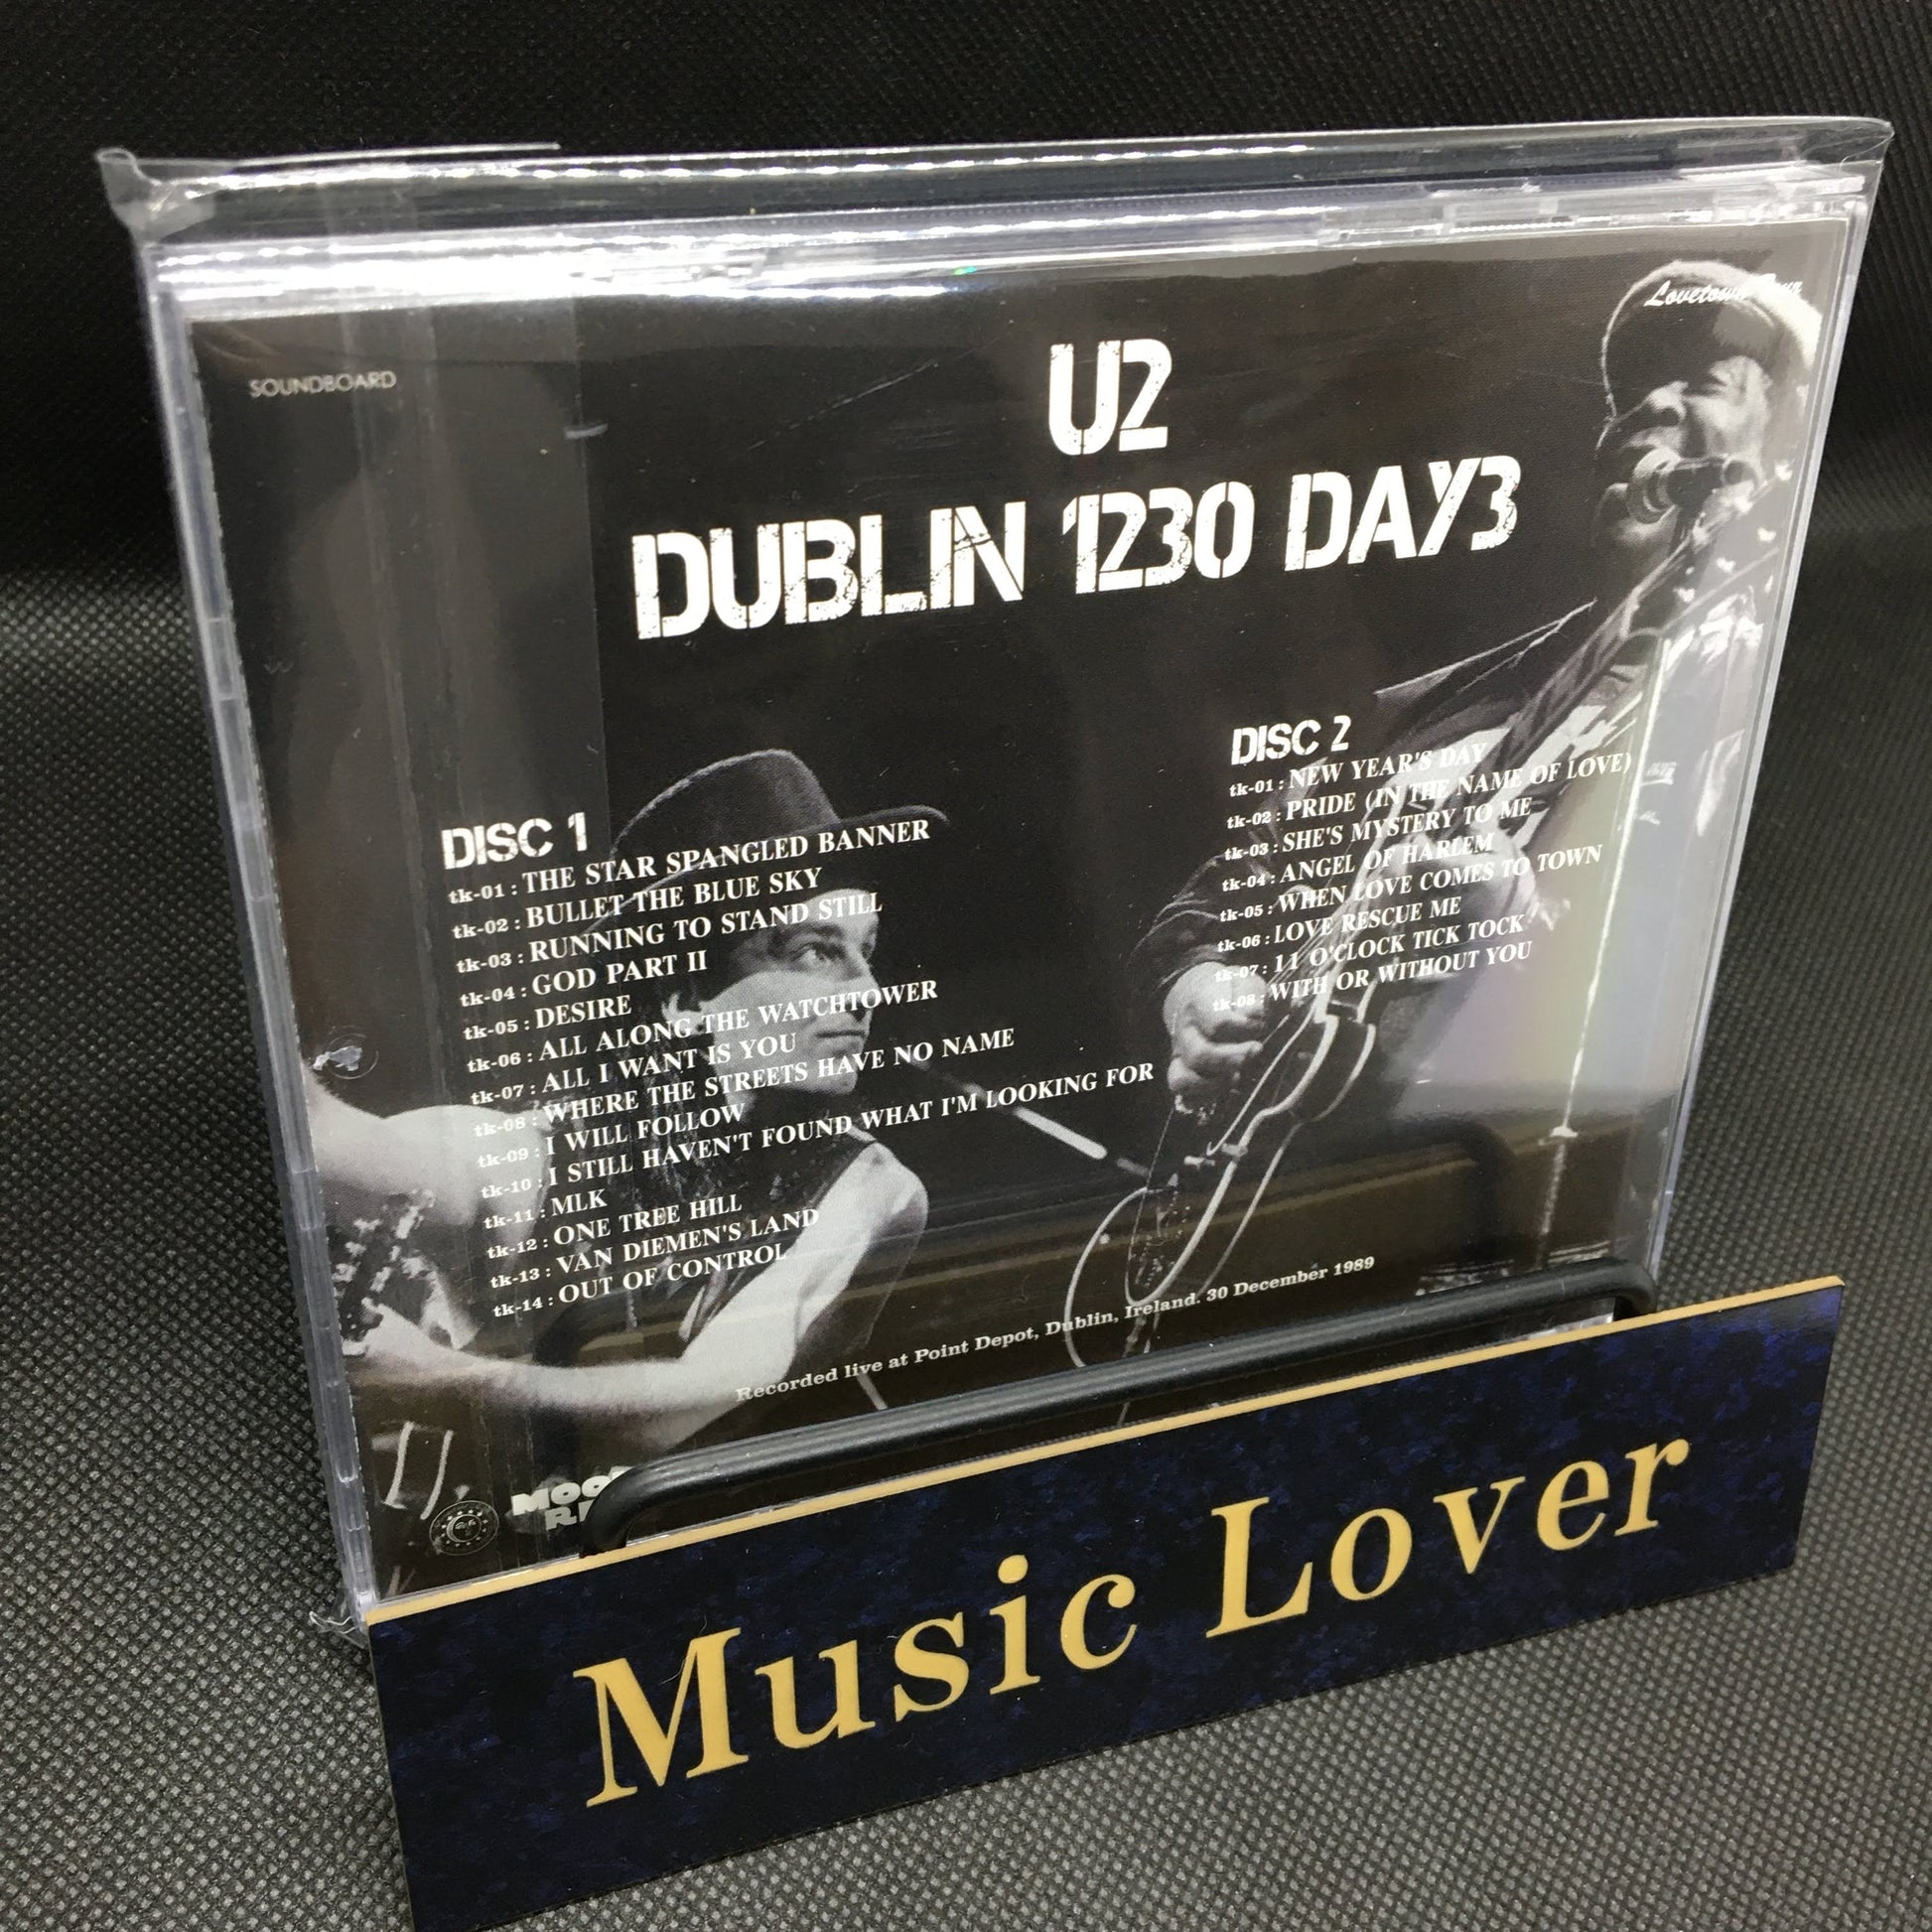 Lovetown Tour
SOUNDBOARD
U2
DUBLIN 1230 DAY3
DISC 1
tk-01 : THE STAR SPANGLED BANNER
tk-02 : BULLET THE BLUE SKY
tk-03 : RUNNING TO STAND STILL
tk-04 : GOD PART II
tk-05 : DESIRE
tk-06 : ALL ALONG THE WATCHTOWER
tk-07 : ALL I WANT IS YOU
tk-08 : WHERE THE STREETS HAVE NO NAME
tk-09 : I WILL FOLLOW
tk-10 : I STILL HAVEN'T FOUND WHAT I'M LOOKING FOR
tk-11 : MLK
tk-12 : ONE TREE HILL
tk-13 : VAN DIEMEN'S LAND
tk-14 : OUT OF CONTROL
DISC 2
tk-01 : NEW YEAR'S DAY
tk-02 : PRIDE (IN THE NAME OF LOVE)
tk-03 : SHE'S MYSTERY TO ME
tk-04 : ANGEL OF HARLEM
tk-05 : WHEN LOVE COMES TO TOWN
tk-06 : LOVE RESCUE ME
tk-07 : 11 O'CLOCK TICK TOCK
tk-08 : WITH OR WITHOUT YOU
Recorded live at Point Depot, Dublin, Ireland. 30 December 1989
Music Lover